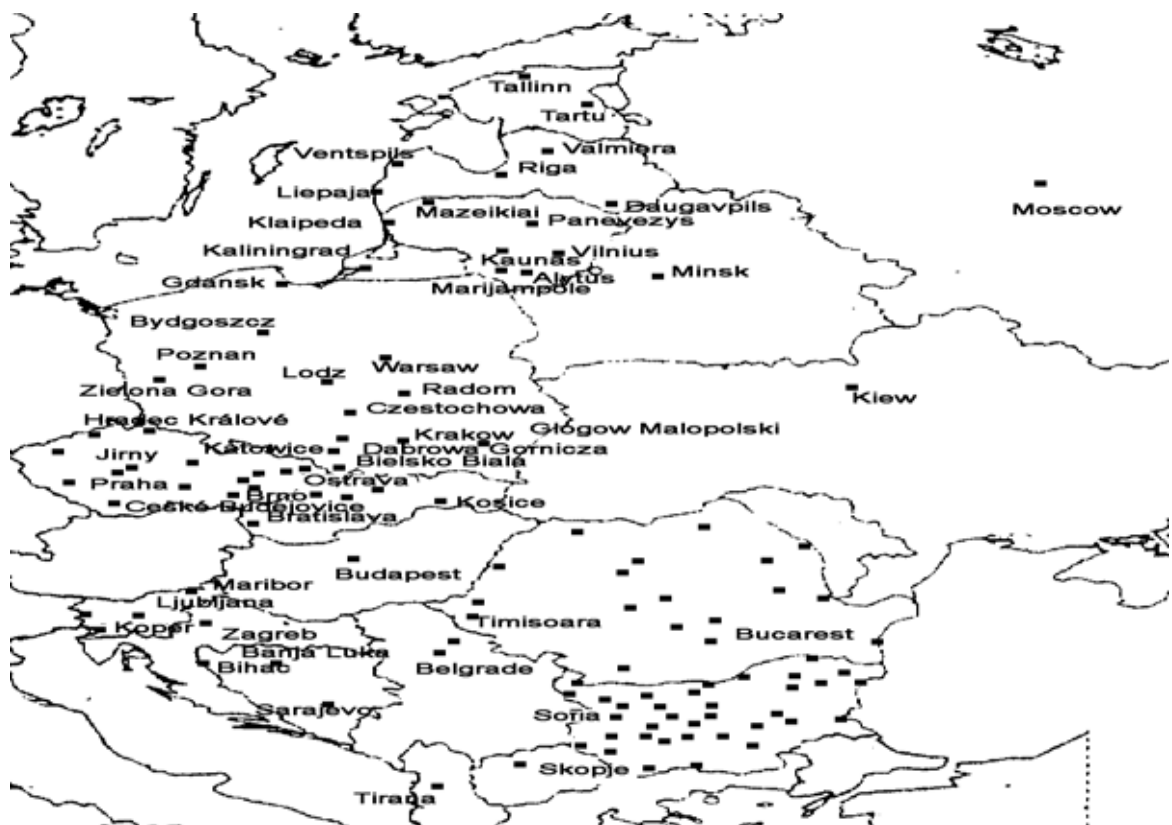 Tallinn
Tartu
Valmiera
Ventspils
Riga
Liepaja
Daugavpils
Mazeikiai
Moscow
Klaipeda
Panevezys
Kaliningrad
Vilnius
Kaunas
Alytus
Minsk
Gdansk
Marijampole
Bydgoszcz
Poznan
Lodz
Warsaw
Zielona Gora
Radom
Kiew
Czestochowa
Hradec Králové
Glogow Malopolski
Krakow
Katowice
Dabrowa Gornicza
Jirny
Bielsko Biala
Ostrava
Praha
Brno
Kosice
České Budejovice
Bratislava
Budapest
Maribor
Ljubljana
Timisoara
Koper
Zagreb
Bucarest
Banja Luka
Bihac
Belgrade
Sarajevo
Sofia
Skopje
Tirana